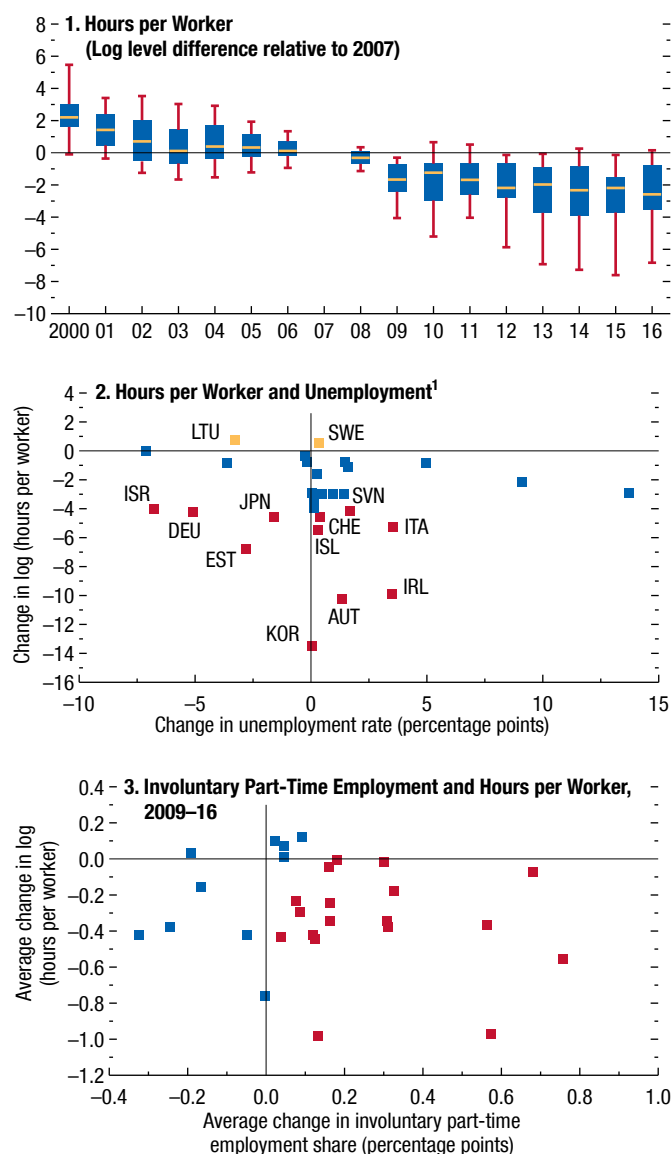 1. Hours per Worker
(Log level difference relative to 2007)
8
6
4
2
0
–2
–4
–6
–8
–10
2000 01 02 03 04 05 06 07 08 09 10 11 12 13 14 15 16
2. Hours per Worker and Unemployment¹
Change in log (hours per worker)
4
2
0
–2
–4
–6
–8
–10
–12
–14
–16
LTU
SWE
ISR
DEU
JPN
EST
SVN
CHE
ISL
ITA
IRL
AUT
KOR
–10 –5 0 5 10 15
Change in unemployment rate (percentage points)
3. Involuntary Part-Time Employment and Hours per Worker,
2009–16
Average change in log
(hours per worker)
0.4
0.2
0.0
–0.2
–0.4
–0.6
–0.8
–1.0
–1.2
–0.4 –0.2 0.0 0.2 0.4 0.6 0.8 1.0
Average change in involuntary part-time
employment share (percentage points)